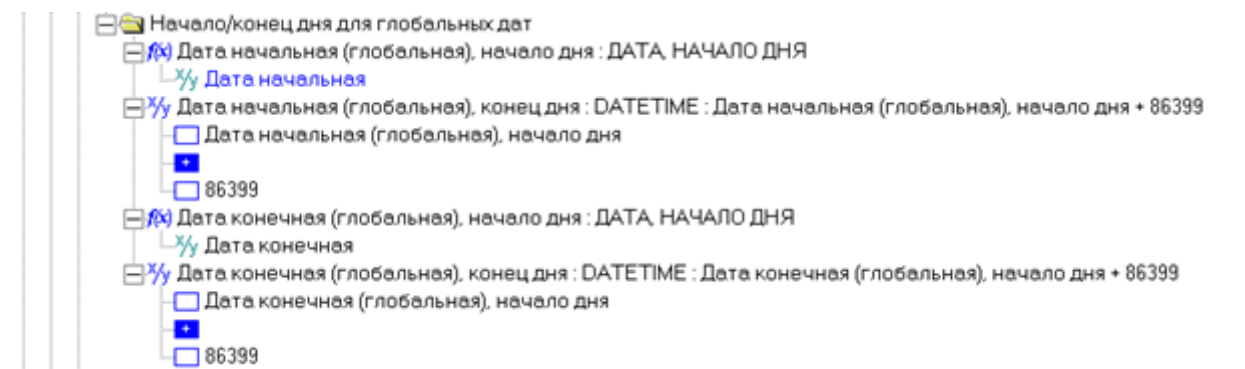 Начало/конец дня для глобальных дат
f(x) Дата начальная (глобальная), начало дня : ДАТА, НАЧАЛО ДНЯ
X/y Дата начальная
X/y Дата начальная (глобальная), конец дня : DATETIME : Дата начальная (глобальная), начало дня + 86399
Дата начальная (глобальная), начало дня
+
86399
f(x) Дата конечная (глобальная), начало дня : ДАТА, НАЧАЛО ДНЯ
X/y Дата конечная
X/y Дата конечная (глобальная), конец дня : DATETIME : Дата конечная (глобальная), начало дня + 86399
Дата конечная (глобальная), начало дня
+
86399